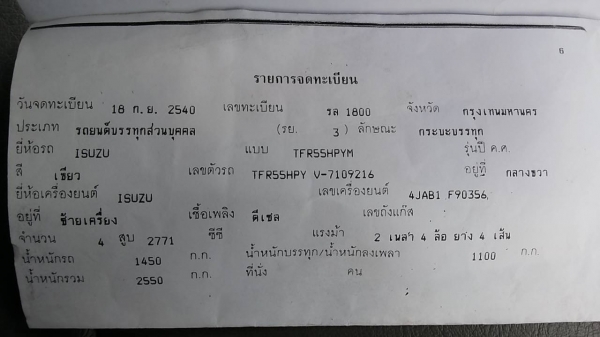 6
รายการจดทะเบียน
วันจดทะเบียน 18 ก.ย. 2540 เลขทะเบียน รล 1800 จังหวัด กรุงเทพมหานคร
ประเภท รถยนต์บรรทุกส่วนบุคคล (รย. 3) ลักษณะ กระบะบรรทุก
ยี่ห้อรถ ISUZU แบบ TFR55HPYM รุ่นปี ค.ศ.
สี เขียว เลขตัวรถ TFR55HPY V-7109216 อยู่ที่ กลางขวา
ยี่ห้อเครื่องยนต์ ISUZU เลขเครื่องยนต์ 4JAB1 F90356,
อยู่ที่ ซ้ายเครื่อง เชื้อเพลิง ดีเซล เลขถังแก๊ส
จำนวน 4 สูบ 2771 ซีซี แรงม้า 2 เพลา 4 ล้อ ยาง 4 เส้น
น้ำหนักรถ 1450 ก.ก. น้ำหนักบรรทุก/น้ำหนักลงเพลา 1100 ก.ก.
น้ำหนักรวม 2550 ก.ก. ที่นั่ง คน